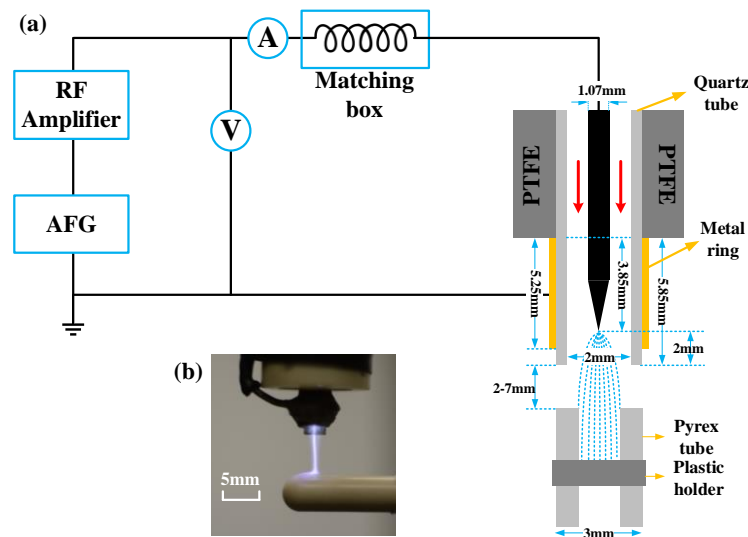 (a)
A
Matching
box
RF
Amplifier
V
AFG
1.07mm
Quartz
tube
PTFE
PTFE
Metal
ring
5.25mm
3.85mm
5.85mm
2mm
2mm
2-7mm
(b)
5mm
Pyrex
tube
Plastic
holder
3mm